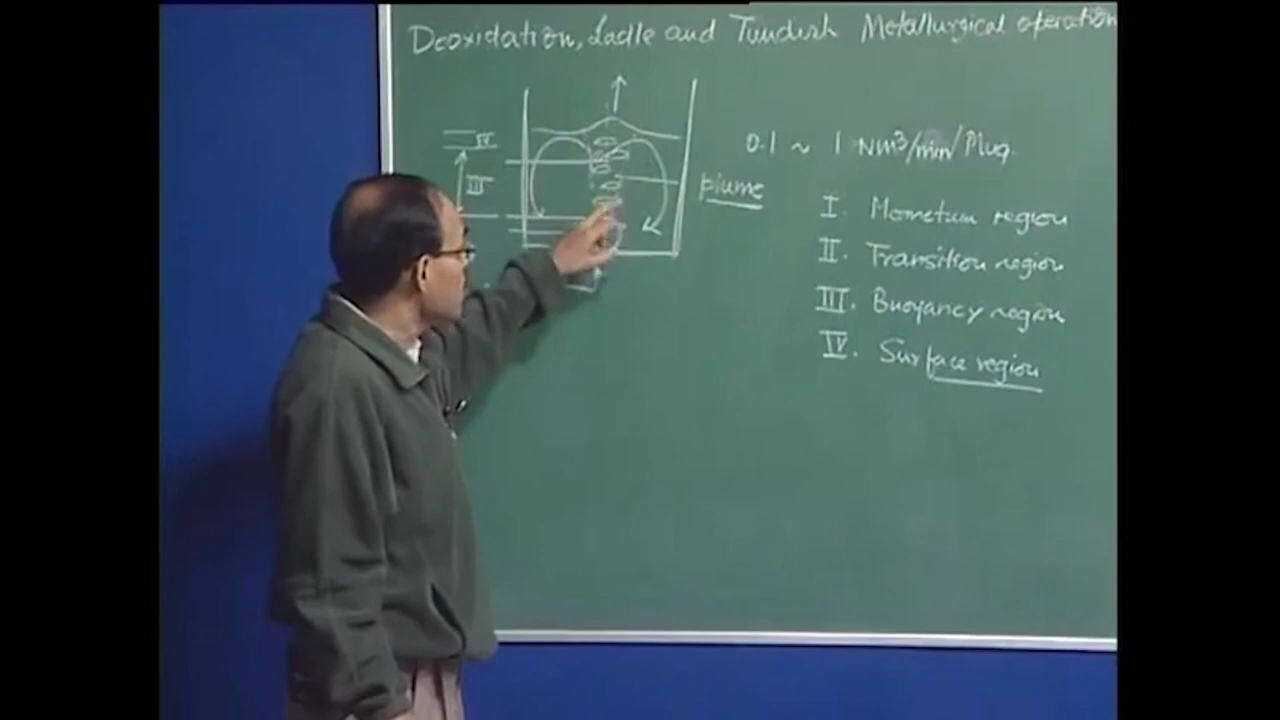 Deoxidation, Ladle and Tundish Metallurgical operation
IV
III
0.1 ~ 1 Nm³/min/Plug.
plume
I. Mometum region
II. Transition region
III. Buoyancy region
IV. Surface region